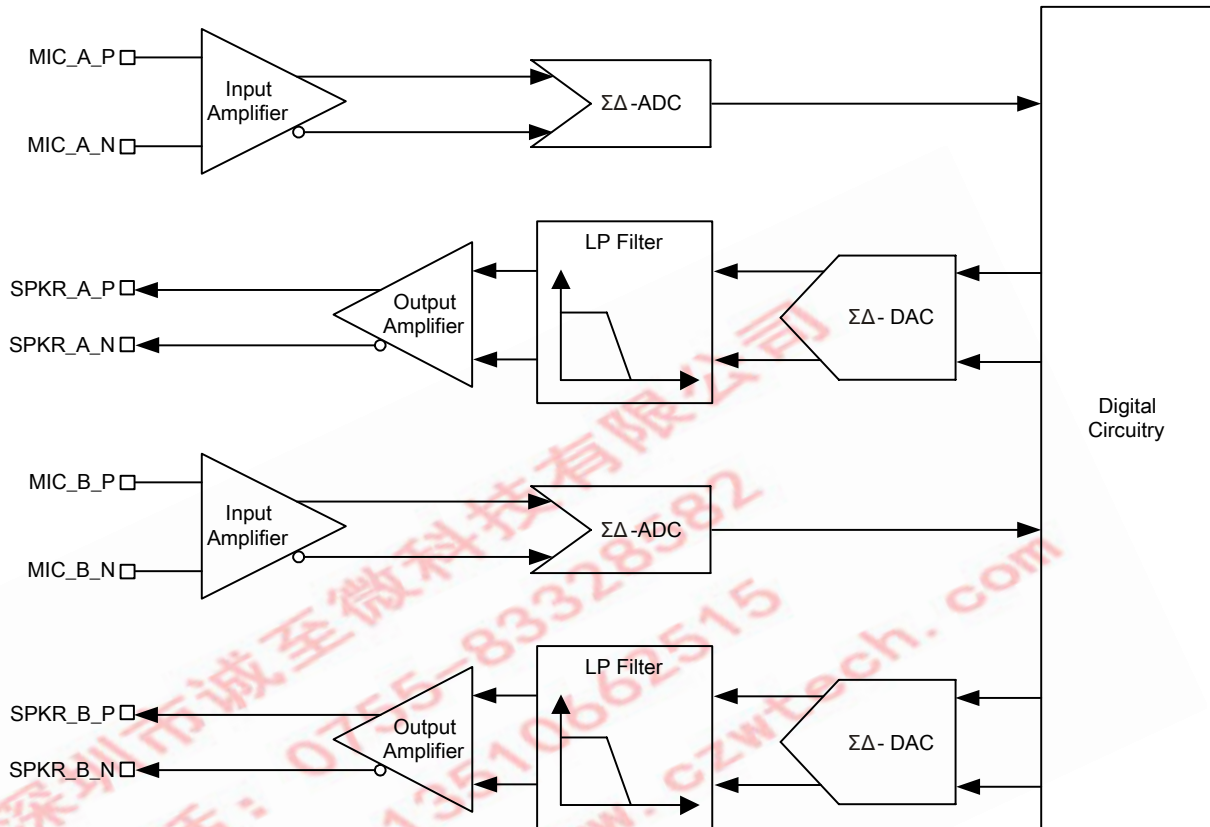 MIC_A_P
MIC_A_N
Input
Amplifier
ΣΔ-ADC
SPKR_A_P
SPKR_A_N
Output
Amplifier
LP Filter
ΣΔ- DAC
Digital
Circuitry
MIC_B_P
MIC_B_N
Input
Amplifier
ΣΔ-ADC
SPKR_B_P
SPKR_B_N
Output
Amplifier
LP Filter
ΣΔ- DAC
深圳市诚至微科技有限公司
话：0755-83328582
13510662515
w.czwtech.com